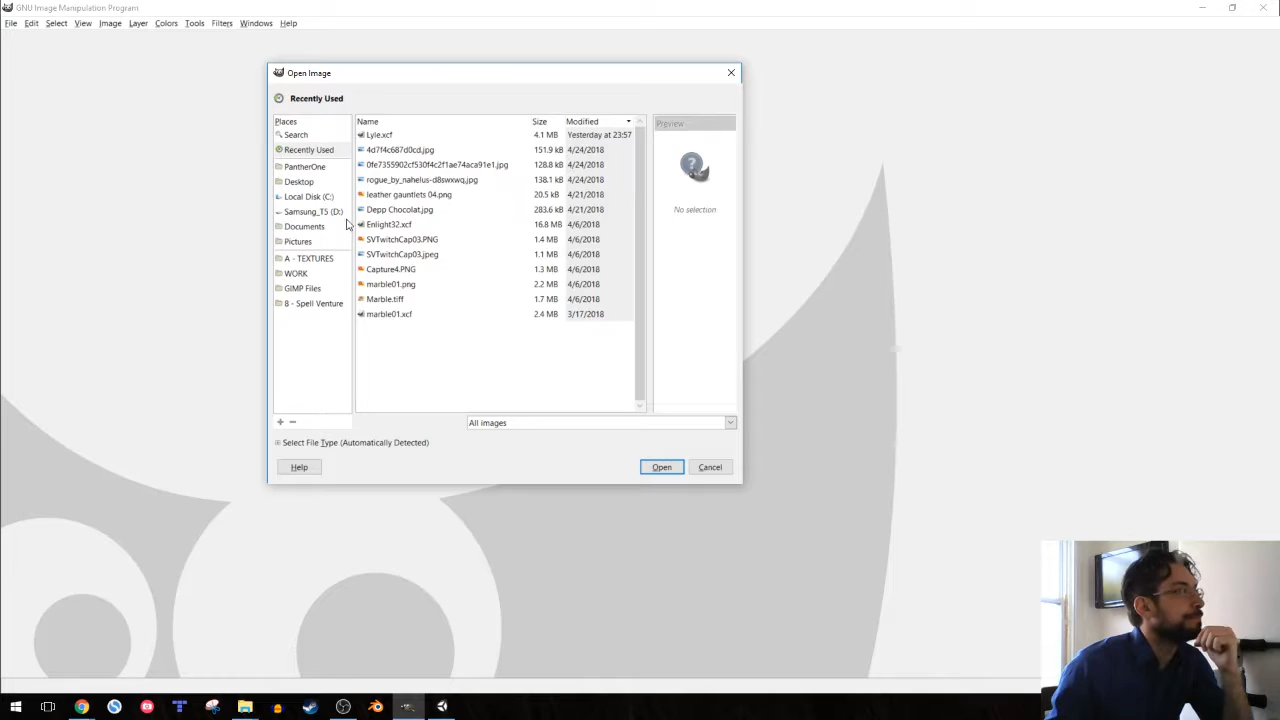 GNU Image Manipulation Program
File Edit Select View Image Layer Colors Tools Filters Windows Help
Open Image
Recently Used
Places
Search
Recently Used
PantherOne
Desktop
Local Disk (C:)
Samsung_T5 (D:)
Documents
Pictures
A - TEXTURES
WORK
GIMP Files
8 - Spell Venture
Name Size Modified
Lyle.xcf 4.1 MB Yesterday at 23:57
4d7f4c687d0cd.jpg 151.9 kB 4/24/2018
0fe7355902cf530f4c2f1ae74aca91e1.jpg 128.8 kB 4/24/2018
rogue_by_nahelus-d8swxwq.jpg 138.1 kB 4/24/2018
leather gauntlets 04.png 20.5 kB 4/21/2018
Depp Chocolat.jpg 283.6 kB 4/21/2018
Enlight32.xcf 16.8 MB 4/6/2018
SVTwitchCap03.PNG 1.4 MB 4/6/2018
SVTwitchCap03.jpeg 1.1 MB 4/6/2018
Capture4.PNG 1.3 MB 4/6/2018
marble01.png 2.2 MB 4/6/2018
Marble.tiff 1.7 MB 4/6/2018
marble01.xcf 2.4 MB 3/17/2018
Preview
No selection
All images
Select File Type (Automatically Detected)
Help Open Cancel